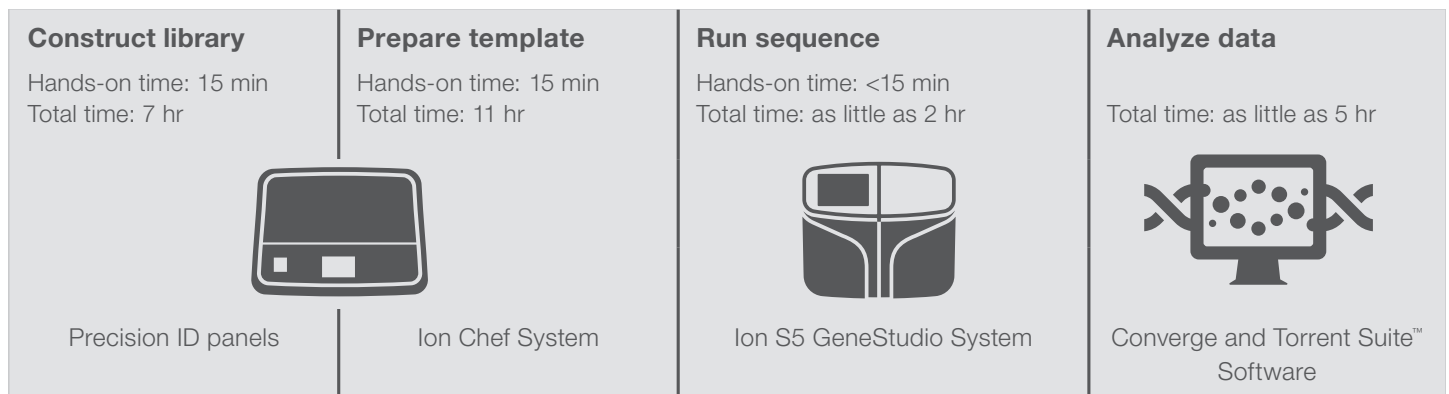 Construct library
Hands-on time: 15 min
Total time: 7 hr
Precision ID panels
Prepare template
Hands-on time: 15 min
Total time: 11 hr
Ion Chef System
Run sequence
Hands-on time: <15 min
Total time: as little as 2 hr
Ion S5 GeneStudio System
Analyze data
Total time: as little as 5 hr
Converge and Torrent Suite™
Software